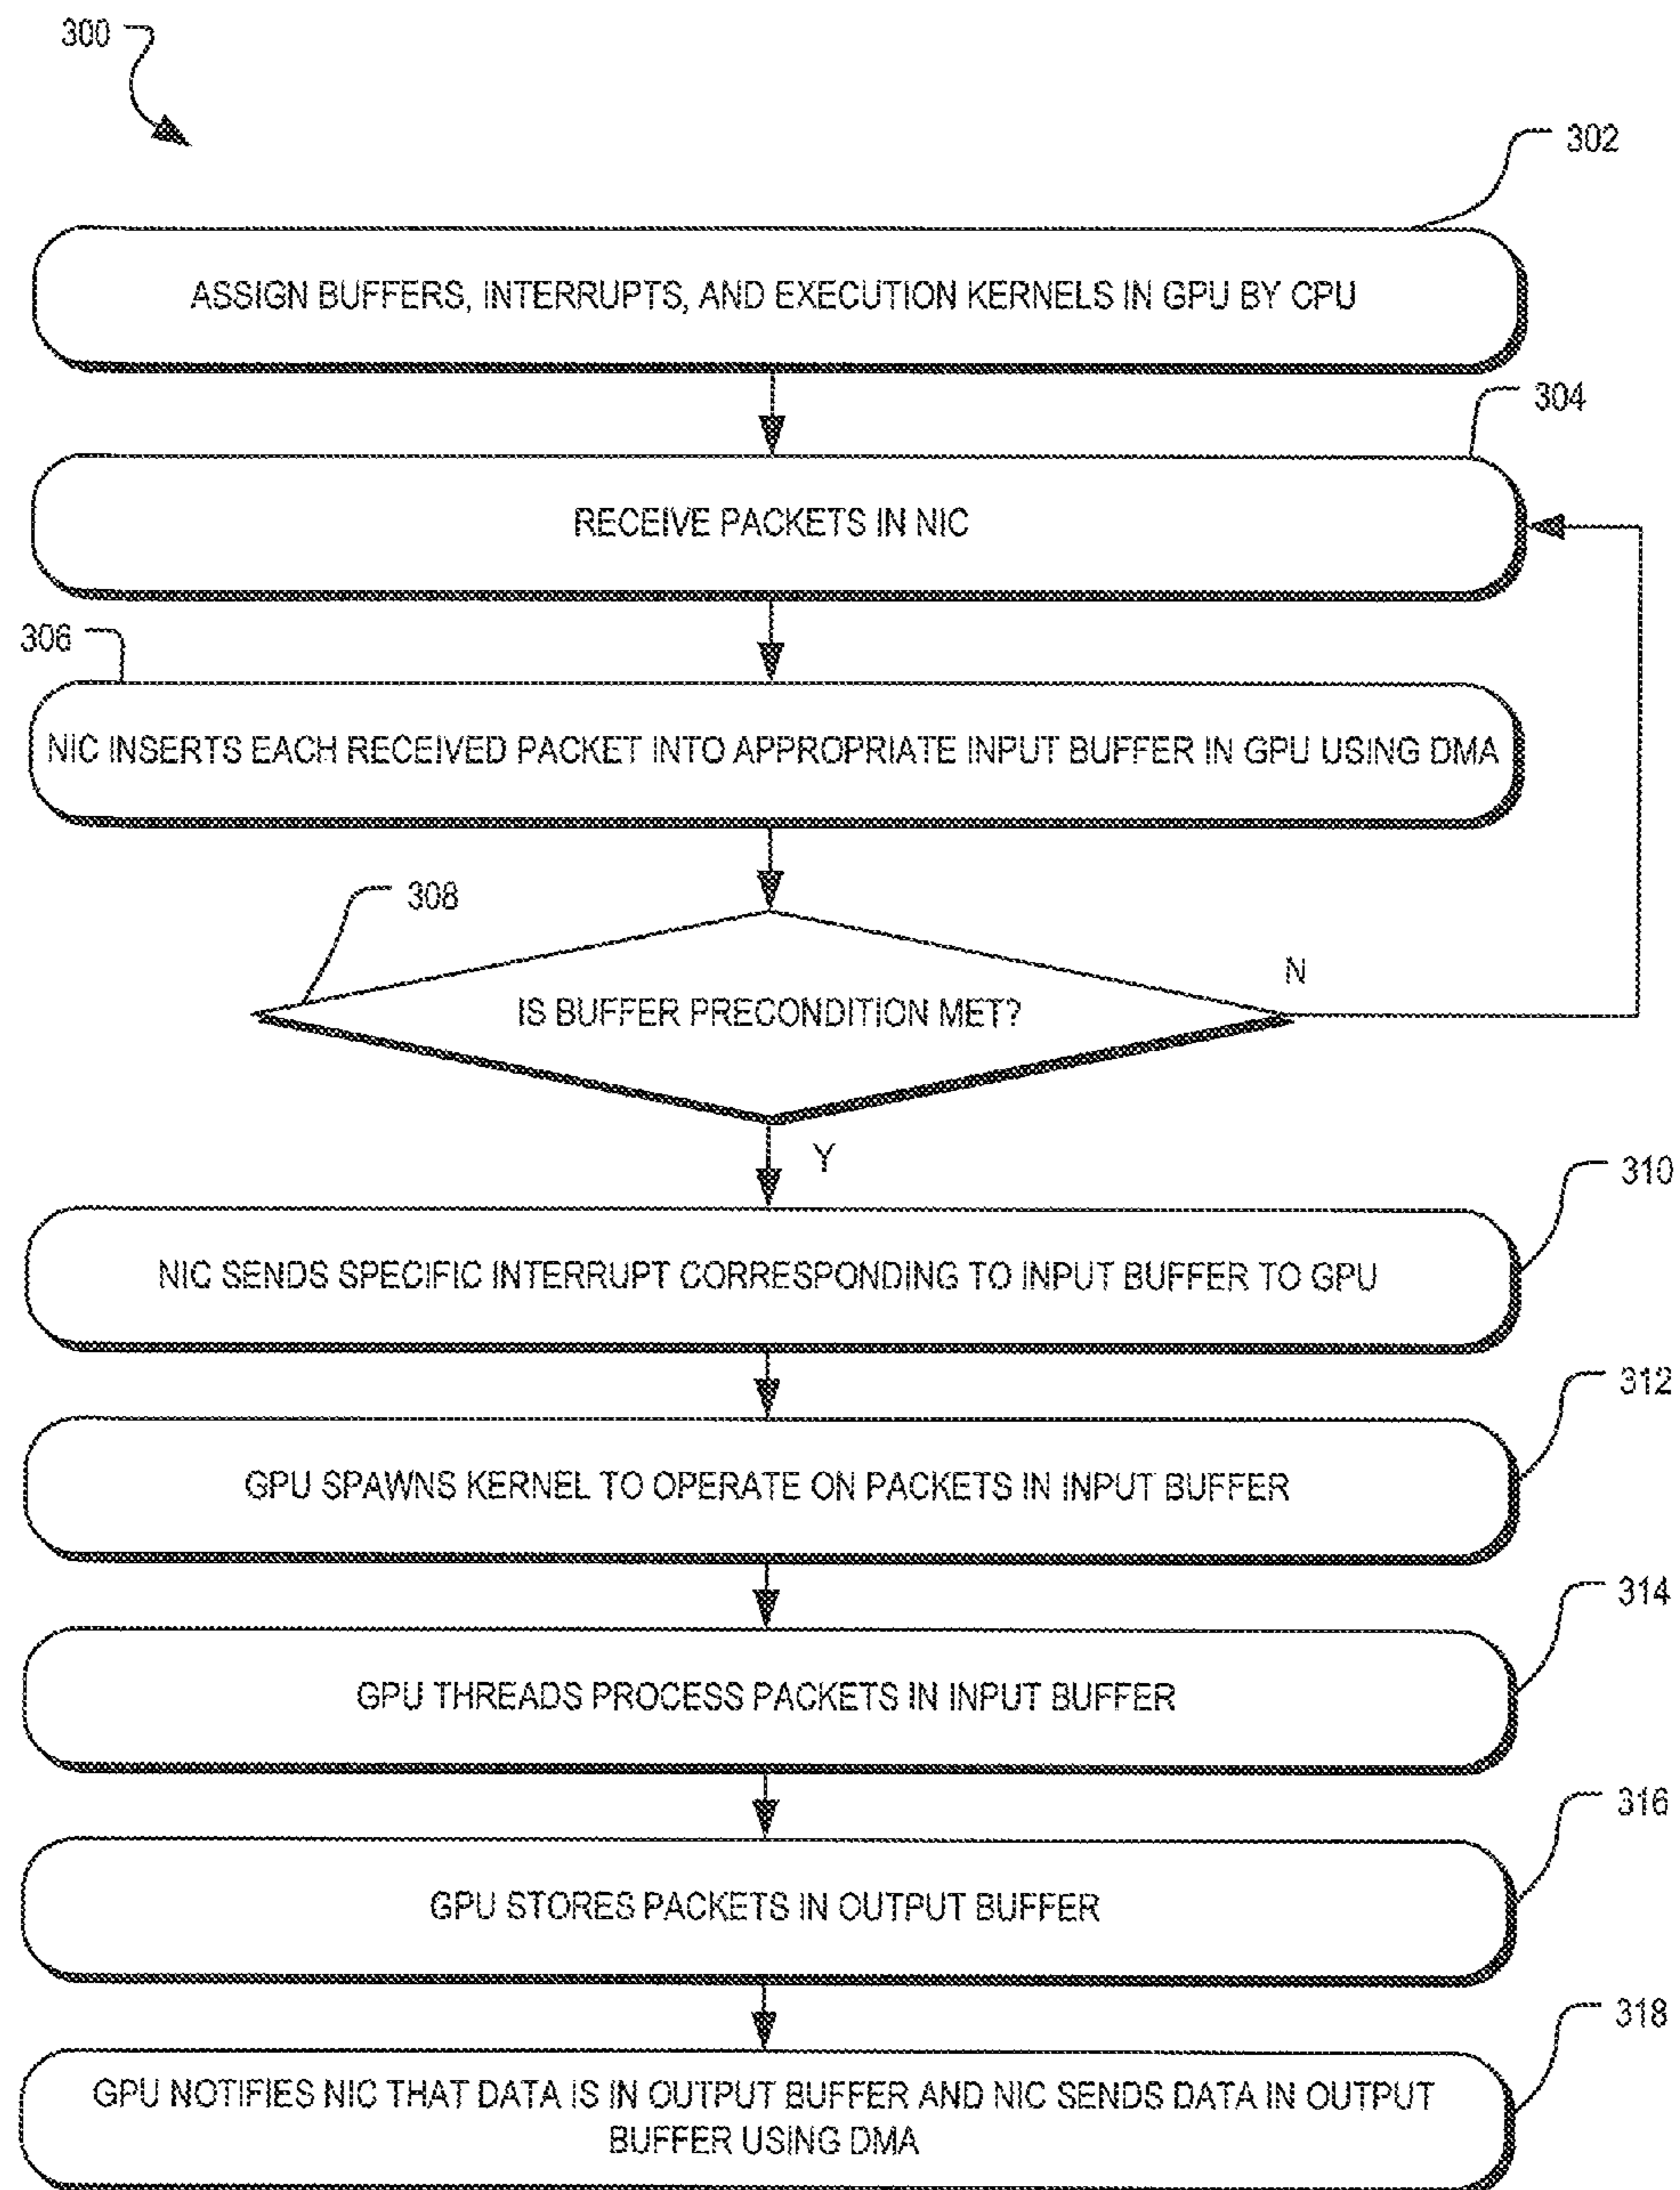 300
302
ASSIGN BUFFERS, INTERRUPTS, AND EXECUTION KERNELS IN GPU BY CPU
304
RECEIVE PACKETS IN NIC
306
NIC INSERTS EACH RECEIVED PACKET INTO APPROPRIATE INPUT BUFFER IN GPU USING DMA
308
N
IS BUFFER PRECONDITION MET?
Y
310
NIC SENDS SPECIFIC INTERRUPT CORRESPONDING TO INPUT BUFFER TO GPU
312
GPU SPAWNS KERNEL TO OPERATE ON PACKETS IN INPUT BUFFER
314
GPU THREADS PROCESS PACKETS IN INPUT BUFFER
316
GPU STORES PACKETS IN OUTPUT BUFFER
318
GPU NOTIFIES NIC THAT DATA IS IN OUTPUT BUFFER AND NIC SENDS DATA IN OUTPUT
BUFFER USING DMA